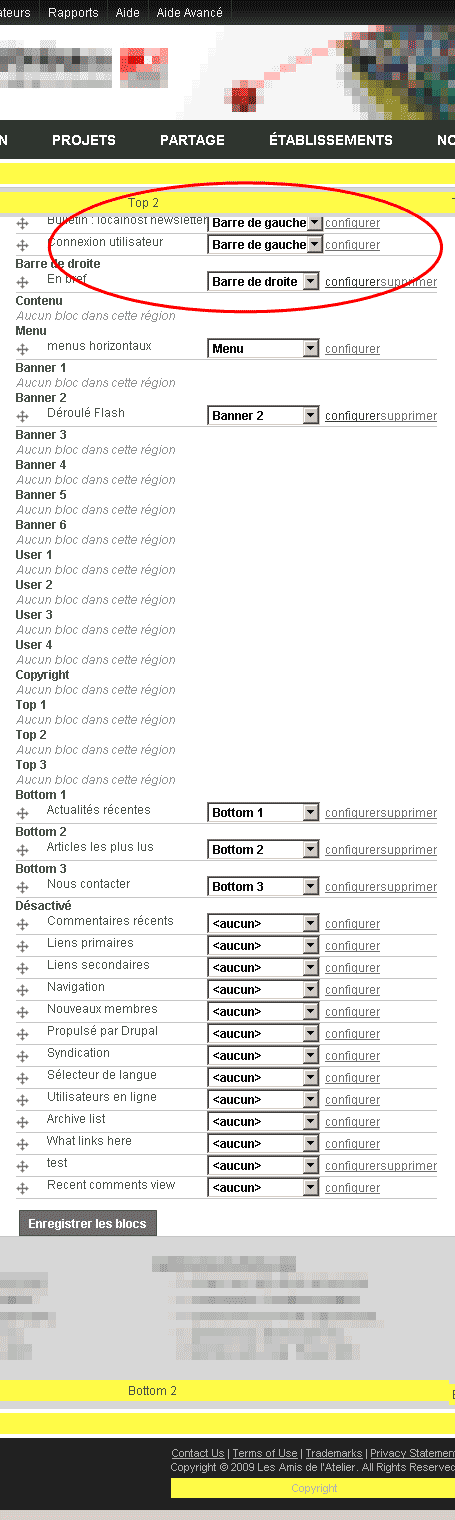 ateurs Rapports Aide Aide Avancé
N PROJETS PARTAGE ÉTABLISSEMENTS NO
Top 2 T
Bulletin : localhost newsletter Barre de gauche configurer
Connexion utilisateur Barre de gauche configurer
Barre de droite
En bref Barre de droite configurersupprimer
Contenu
Aucun bloc dans cette région
Menu
menus horizontaux Menu configurer
Banner 1
Aucun bloc dans cette région
Banner 2
Déroulé Flash Banner 2 configurersupprimer
Banner 3
Aucun bloc dans cette région
Banner 4
Aucun bloc dans cette région
Banner 5
Aucun bloc dans cette région
Banner 6
Aucun bloc dans cette région
User 1
Aucun bloc dans cette région
User 2
Aucun bloc dans cette région
User 3
Aucun bloc dans cette région
User 4
Aucun bloc dans cette région
Copyright
Aucun bloc dans cette région
Top 1
Aucun bloc dans cette région
Top 2
Aucun bloc dans cette région
Top 3
Aucun bloc dans cette région
Bottom 1
Actualités récentes Bottom 1 configurersupprimer
Bottom 2
Articles les plus lus Bottom 2 configurersupprimer
Bottom 3
Nous contacter Bottom 3 configurersupprimer
Désactivé
Commentaires récents <aucun> configurer
Liens primaires <aucun> configurer
Liens secondaires <aucun> configurer
Navigation <aucun> configurer
Nouveaux membres <aucun> configurer
Propulsé par Drupal <aucun> configurer
Syndication <aucun> configurer
Sélecteur de langue <aucun> configurer
Utilisateurs en ligne <aucun> configurer
Archive list <aucun> configurer
What links here <aucun> configurer
test <aucun> configurersupprimer
Recent comments view <aucun> configurer
Enregistrer les blocs
Bottom 2
Contact Us | Terms of Use | Trademarks | Privacy Statemen
Copyright © 2009 Les Amis de l'Atelier. All Rights Reserved
Copyright